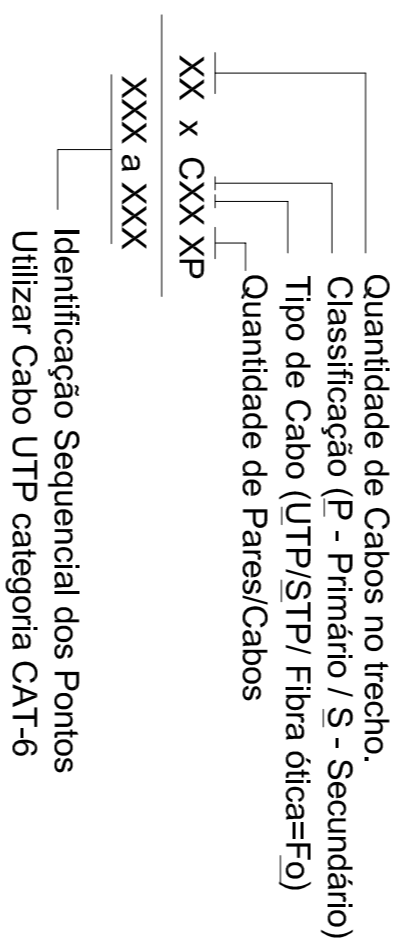 Quantidade de Cabos no trecho.
Classificação (P - Primário / S - Secundário)
Tipo de Cabo (UTP/STP/ Fibra ótica=Fo)
Quantidade de Pares/Cabos
XX x CXX XP
XXX a XXX
Identificação Sequencial dos Pontos
Utilizar Cabo UTP categoria CAT-6